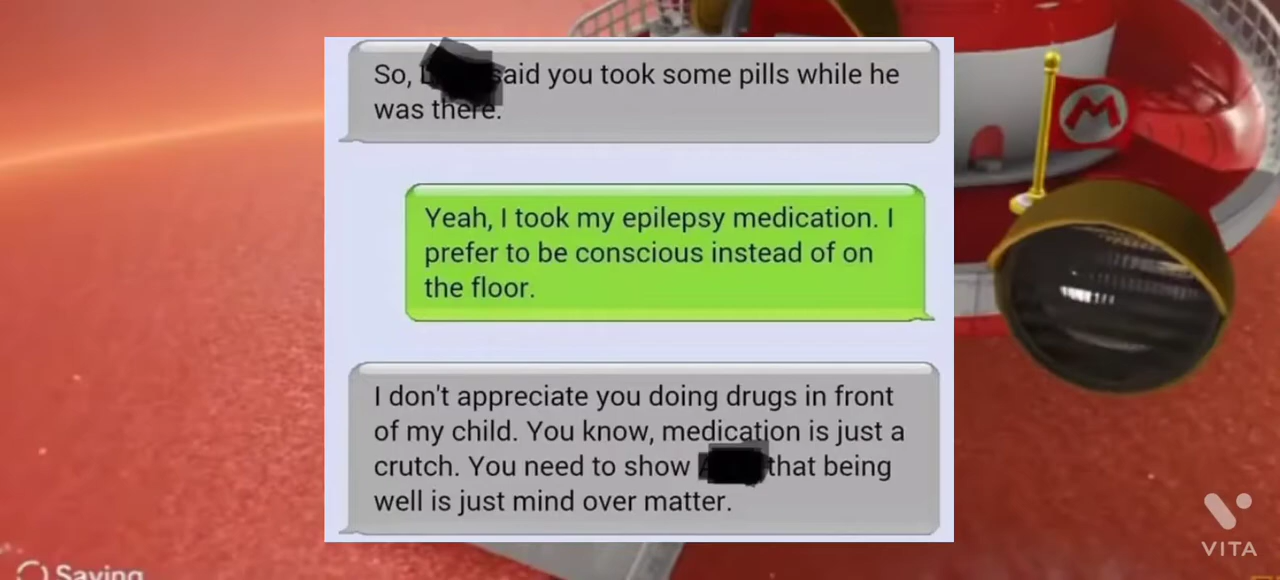 So, said you took some pills while he
was there.
Yeah, I took my epilepsy medication. I
prefer to be conscious instead of on
the floor.
I don't appreciate you doing drugs in front
of my child. You know, medication is just a
crutch. You need to show that being
well is just mind over matter.
M
VITA
Saving